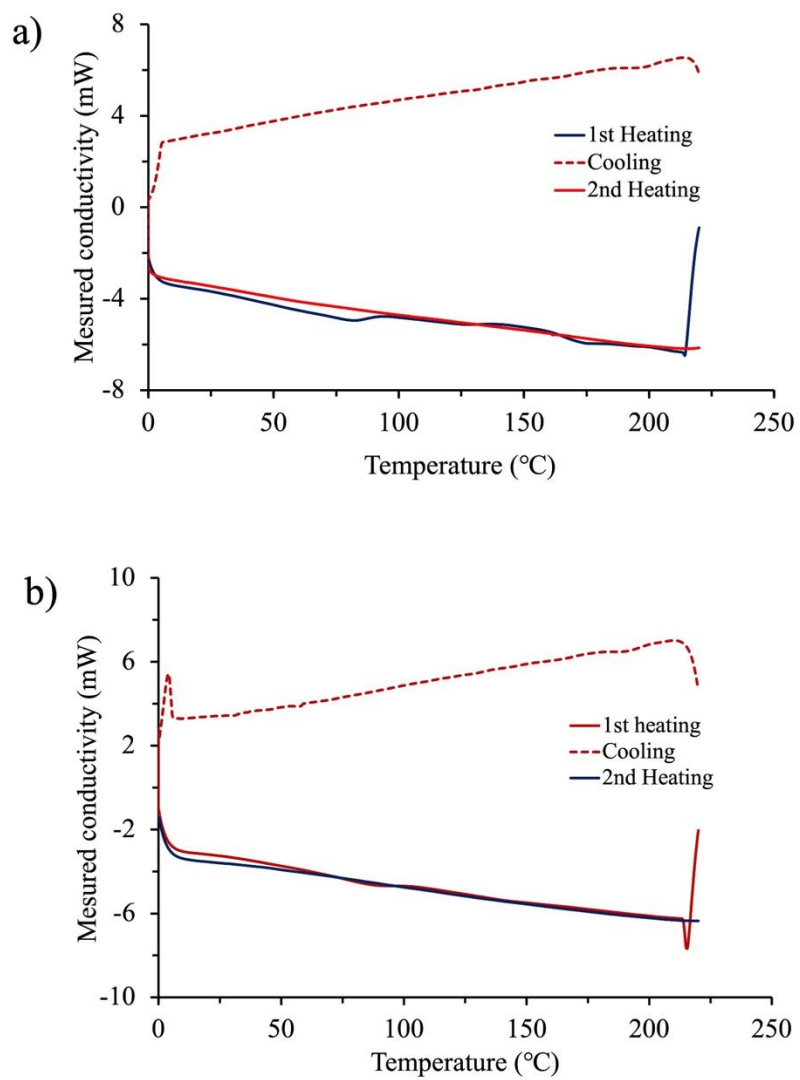 a)
8
4
0
-4
-8
Mesured conductivity (mW)
1st Heating
Cooling
2nd Heating
0 50 100 150 200 250
Temperature (°C)
b)
10
6
2
-2
-6
-10
Mesured conductivity (mW)
1st heating
Cooling
2nd Heating
0 50 100 150 200 250
Temperature (°C)